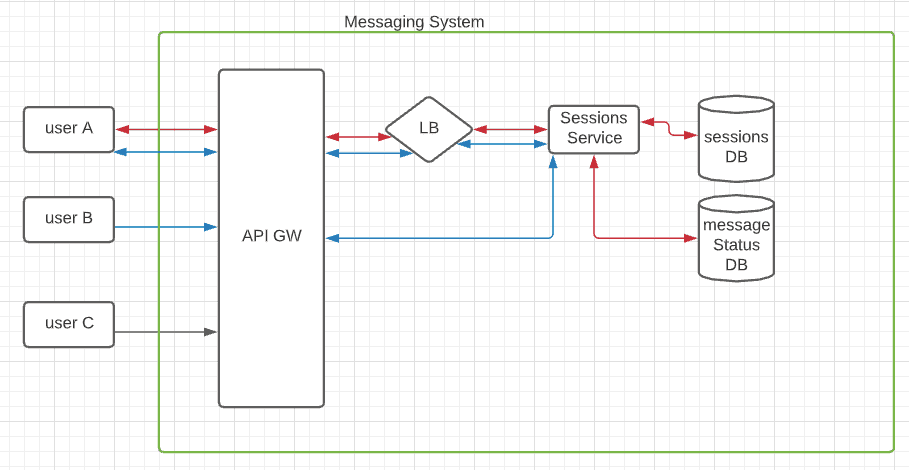 Messaging System
user A
user B
user C
API GW
LB
Sessions
Service
sessions
DB
message
Status
DB